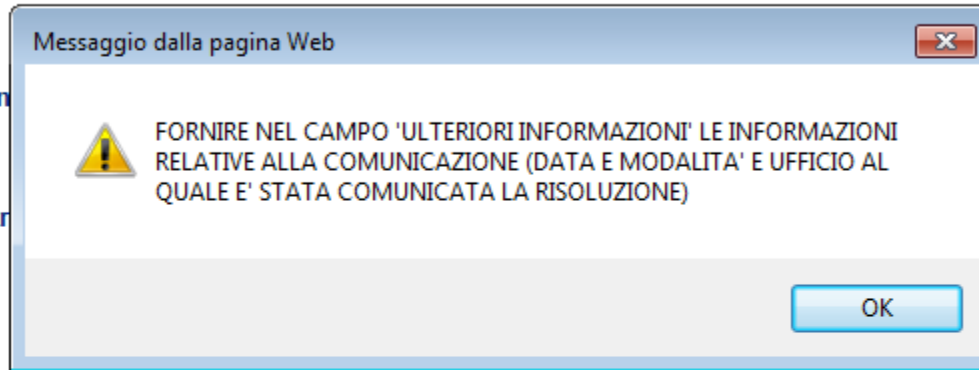 Messaggio dalla pagina Web
FORNIRE NEL CAMPO 'ULTERIORI INFORMAZIONI' LE INFORMAZIONI
RELATIVE ALLA COMUNICAZIONE (DATA E MODALITA' E UFFICIO AL
QUALE E' STATA COMUNICATA LA RISOLUZIONE)
OK